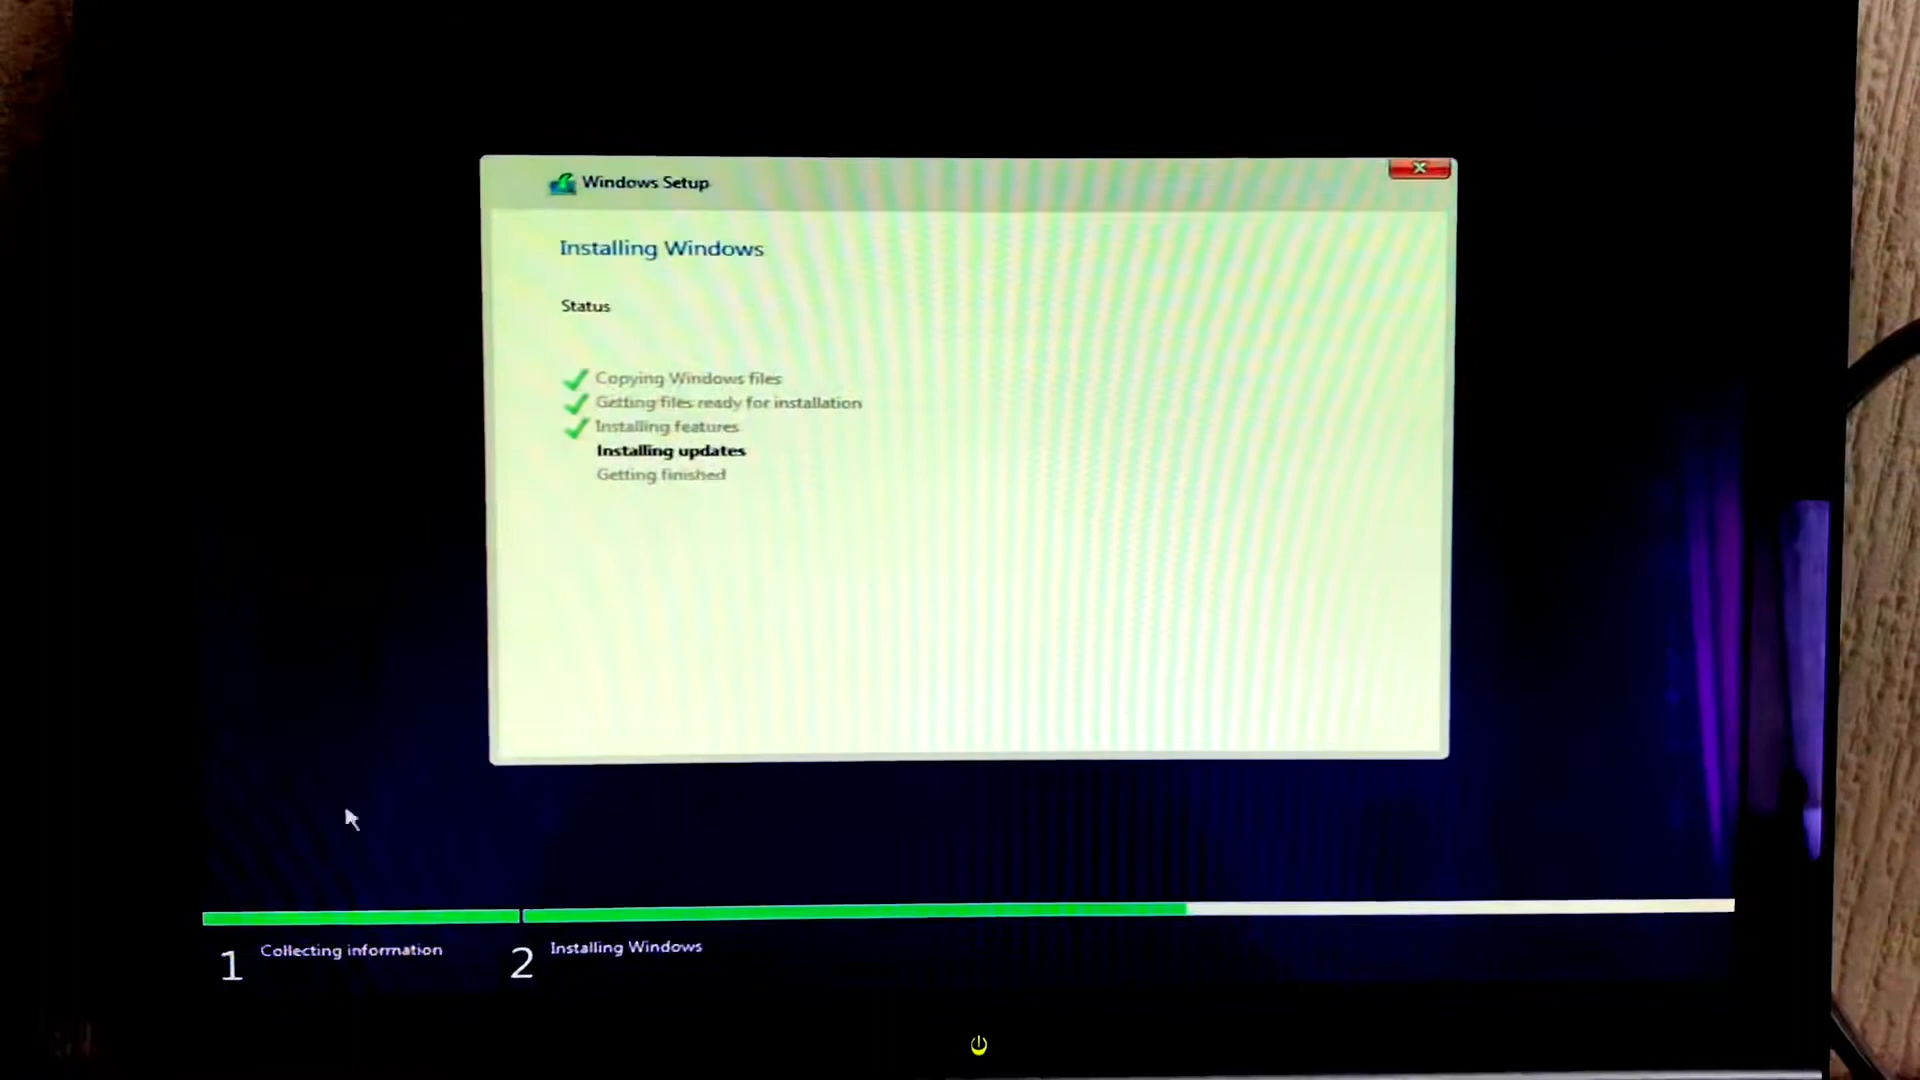 Windows Setup
Installing Windows
Status
Copying Windows files
Getting files ready for installation
Installing features
Installing updates
Getting finished
1 Collecting information
2 Installing Windows